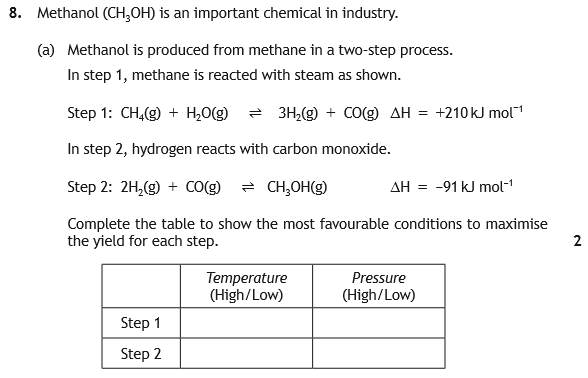 8. Methanol (CH₃OH) is an important chemical in industry.
(a) Methanol is produced from methane in a two-step process.
In step 1, methane is reacted with steam as shown.
Step 1: CH₄(g) + H₂O(g) ⇌ 3H₂(g) + CO(g) ΔH = +210 kJ mol⁻¹
In step 2, hydrogen reacts with carbon monoxide.
Step 2: 2H₂(g) + CO(g) ⇌ CH₃OH(g) ΔH = -91 kJ mol⁻¹
Complete the table to show the most favourable conditions to maximise
the yield for each step. 2
Temperature Pressure
(High/Low) (High/Low)
Step 1
Step 2